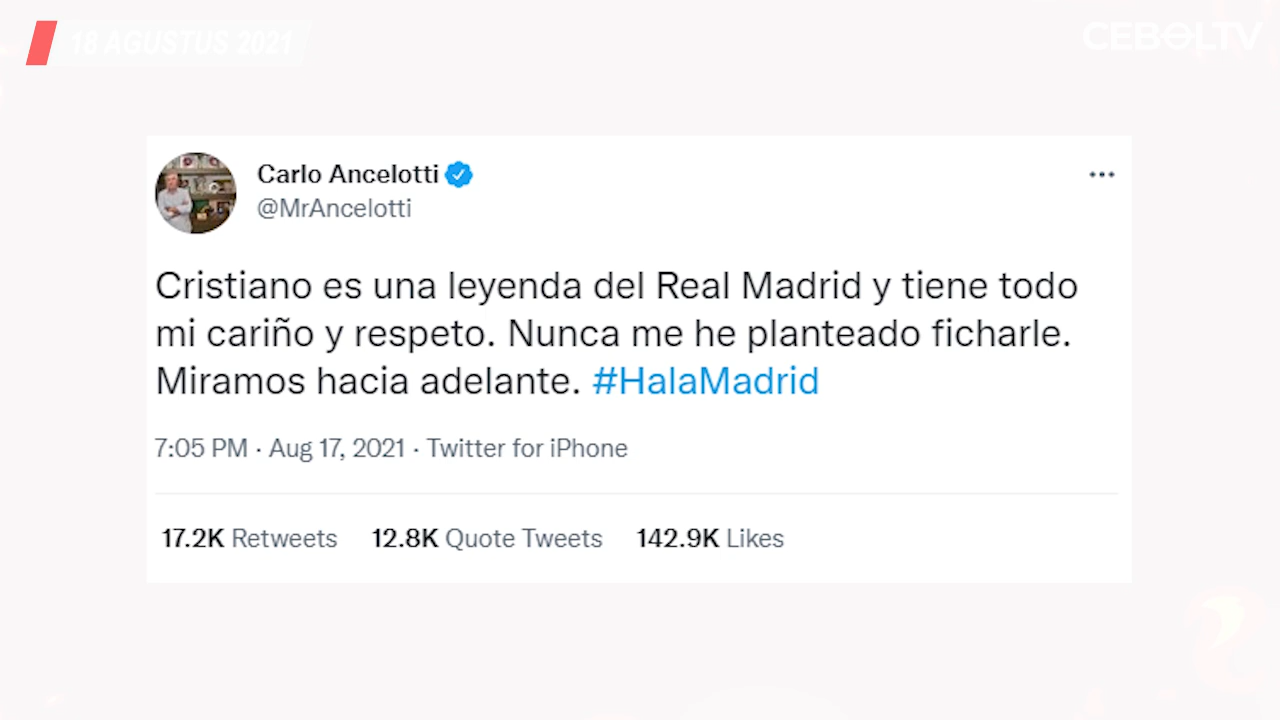 18 AGUSTUS 2021
CEBOLTV
Carlo Ancelotti
@MrAncelotti
Cristiano es una leyenda del Real Madrid y tiene todo
mi cariño y respeto. Nunca me he planteado ficharle.
Miramos hacia adelante. #HalaMadrid
7:05 PM · Aug 17, 2021 · Twitter for iPhone
17.2K Retweets 12.8K Quote Tweets 142.9K Likes